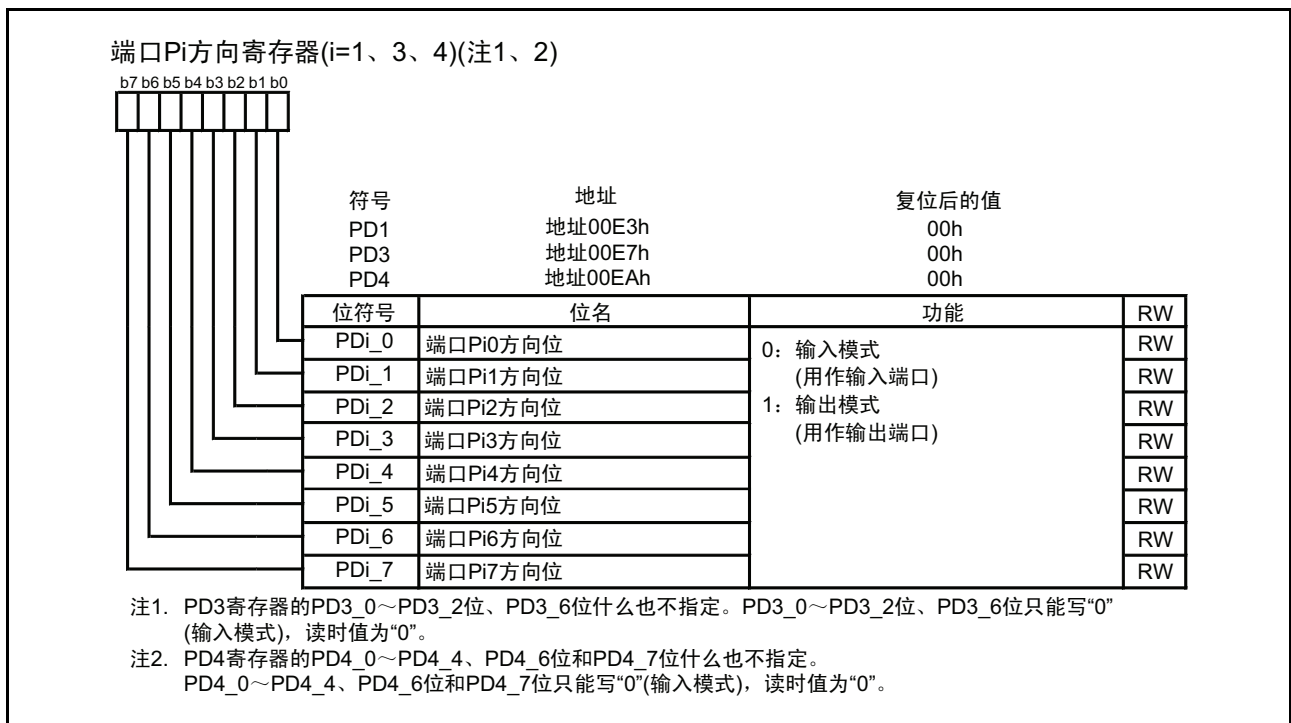 端口Pi方向寄存器(i=1、3、4)(注1、2)
b7 b6 b5 b4 b3 b2 b1 b0
符号 地址 复位后的值
PD1 地址00E3h 00h
PD3 地址00E7h 00h
PD4 地址00EAh 00h
位符号 位名 功能 RW
PDi_0 端口Pi0方向位 0：输入模式 RW
PDi_1 端口Pi1方向位 (用作输入端口) RW
PDi_2 端口Pi2方向位 1：输出模式 RW
PDi_3 端口Pi3方向位 (用作输出端口) RW
PDi_4 端口Pi4方向位 RW
PDi_5 端口Pi5方向位 RW
PDi_6 端口Pi6方向位 RW
PDi_7 端口Pi7方向位 RW
注1. PD3寄存器的PD3_0～PD3_2位、PD3_6位什么也不指定。PD3_0～PD3_2位、PD3_6位只能写“0”
(输入模式)，读时值为“0”。
注2. PD4寄存器的PD4_0～PD4_4、PD4_6位和PD4_7位什么也不指定。
PD4_0～PD4_4、PD4_6位和PD4_7位只能写“0”(输入模式)，读时值为“0”。